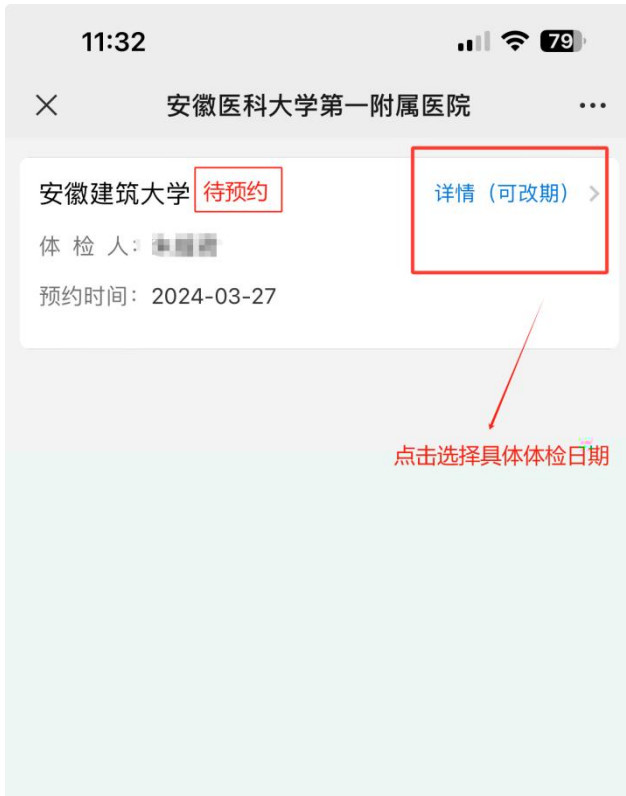 11:32
79
安徽医科大学第一附属医院
安徽建筑大学 待预约
详情（可改期）
体 检 人：
预约时间：2024-03-27
点击选择具体体检日期